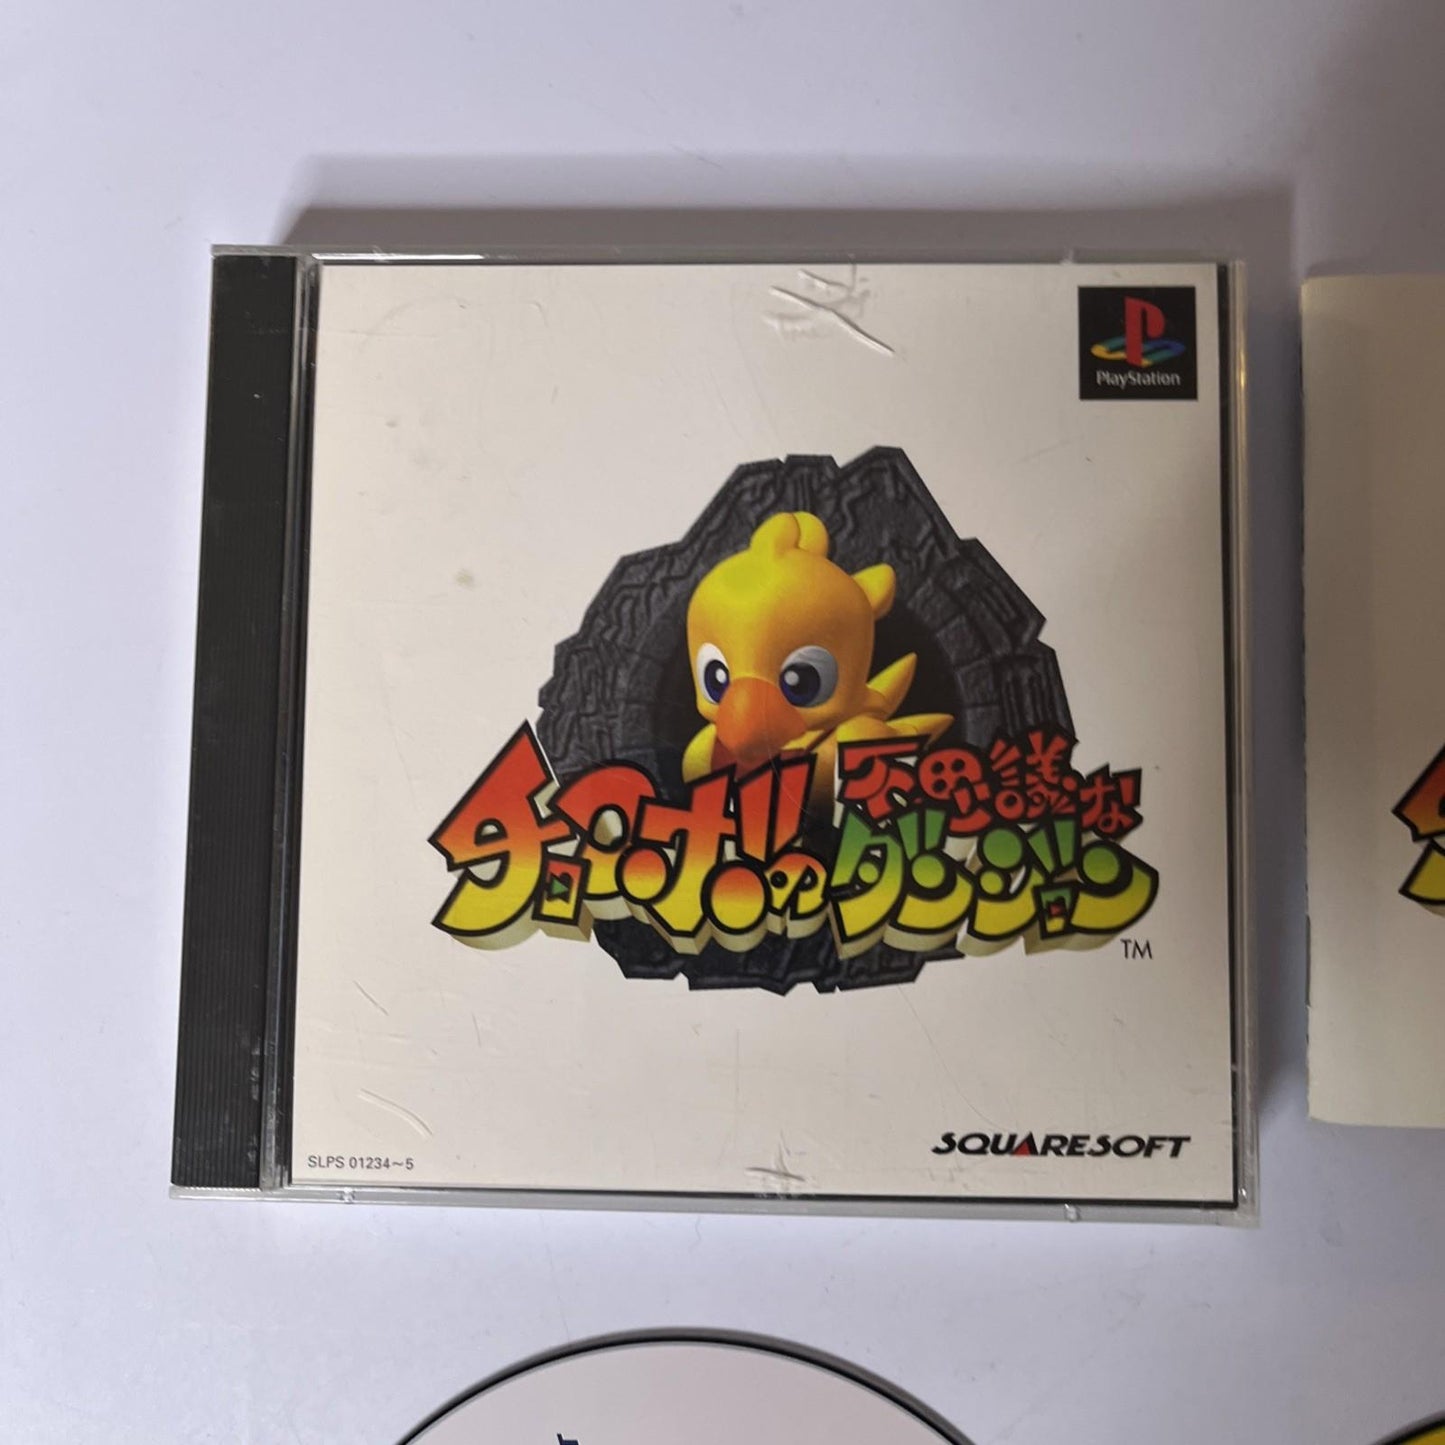 PlayStation
チョコボの不思議な
ダンジョン
TM
SQUARESOFT
SLPS 01234~5